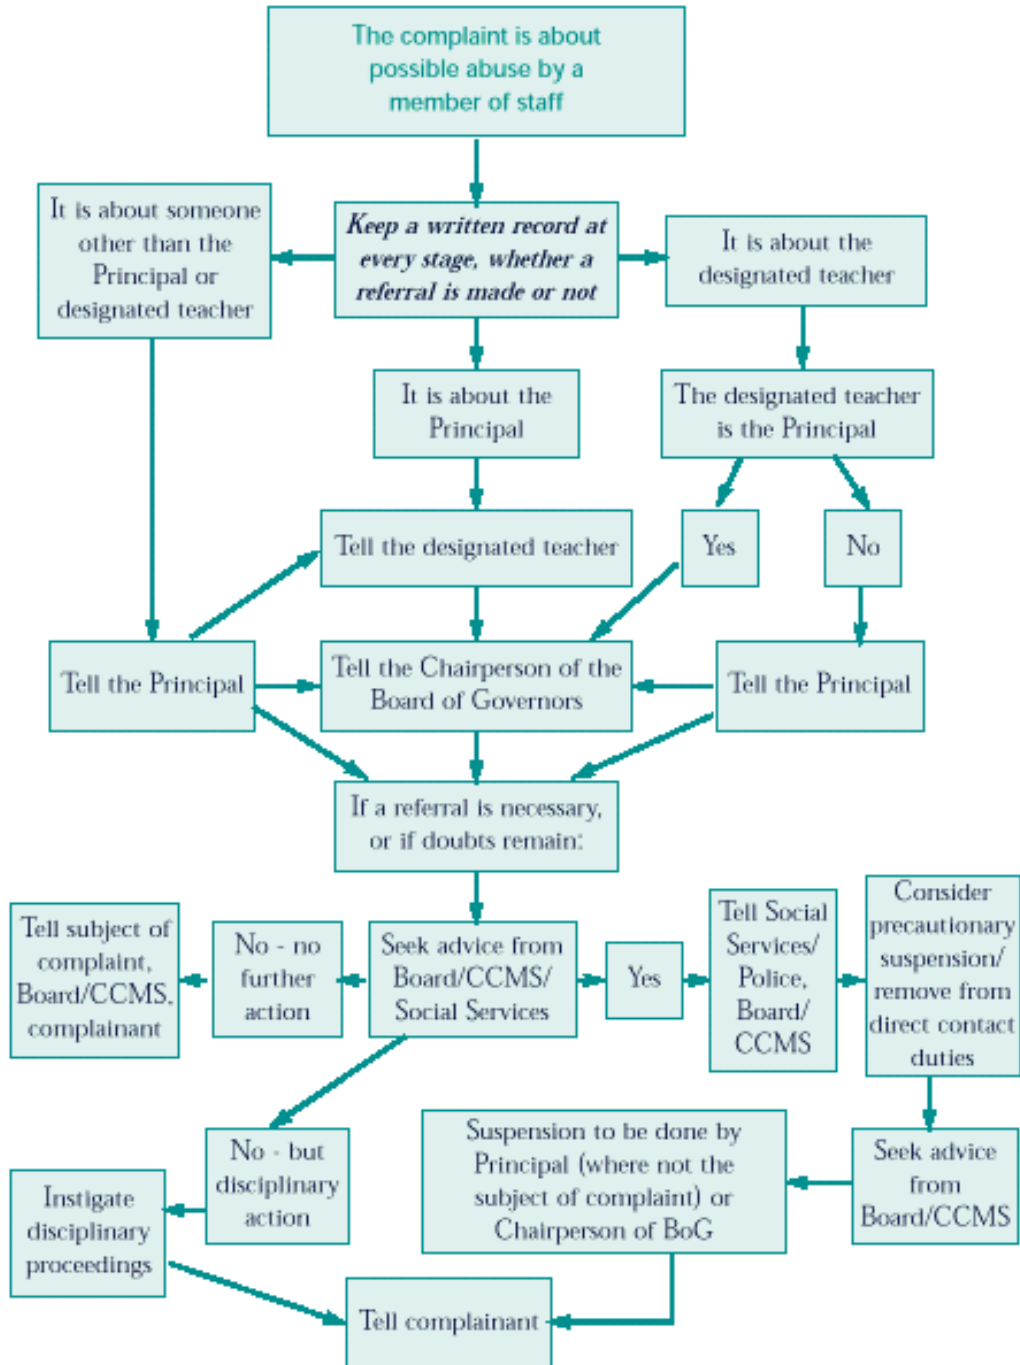 The complaint is about
possible abuse by a
member of staff
It is about someone
other than the
Principal or
designated teacher
Keep a written record at
every stage, whether a
referral is made or not
It is about the
designated teacher
It is about the
Principal
The designated teacher
is the Principal
Tell the designated teacher
Yes
No
Tell the Principal
Tell the Chairperson of the
Board of Governors
Tell the Principal
If a referral is necessary,
or if doubts remain:
Tell subject of
complaint,
Board/CCMS,
complainant
No - no
further
action
Seek advice from
Board/CCMS/
Social Services
Yes
Tell Social
Services/
Police,
Board/
CCMS
Consider
precautionary
suspension/
remove from
direct contact
duties
Instigate
disciplinary
proceedings
No - but
disciplinary
action
Suspension to be done by
Principal (where not the
subject of complaint) or
Chairperson of BoG
Seek advice
from
Board/CCMS
Tell complainant